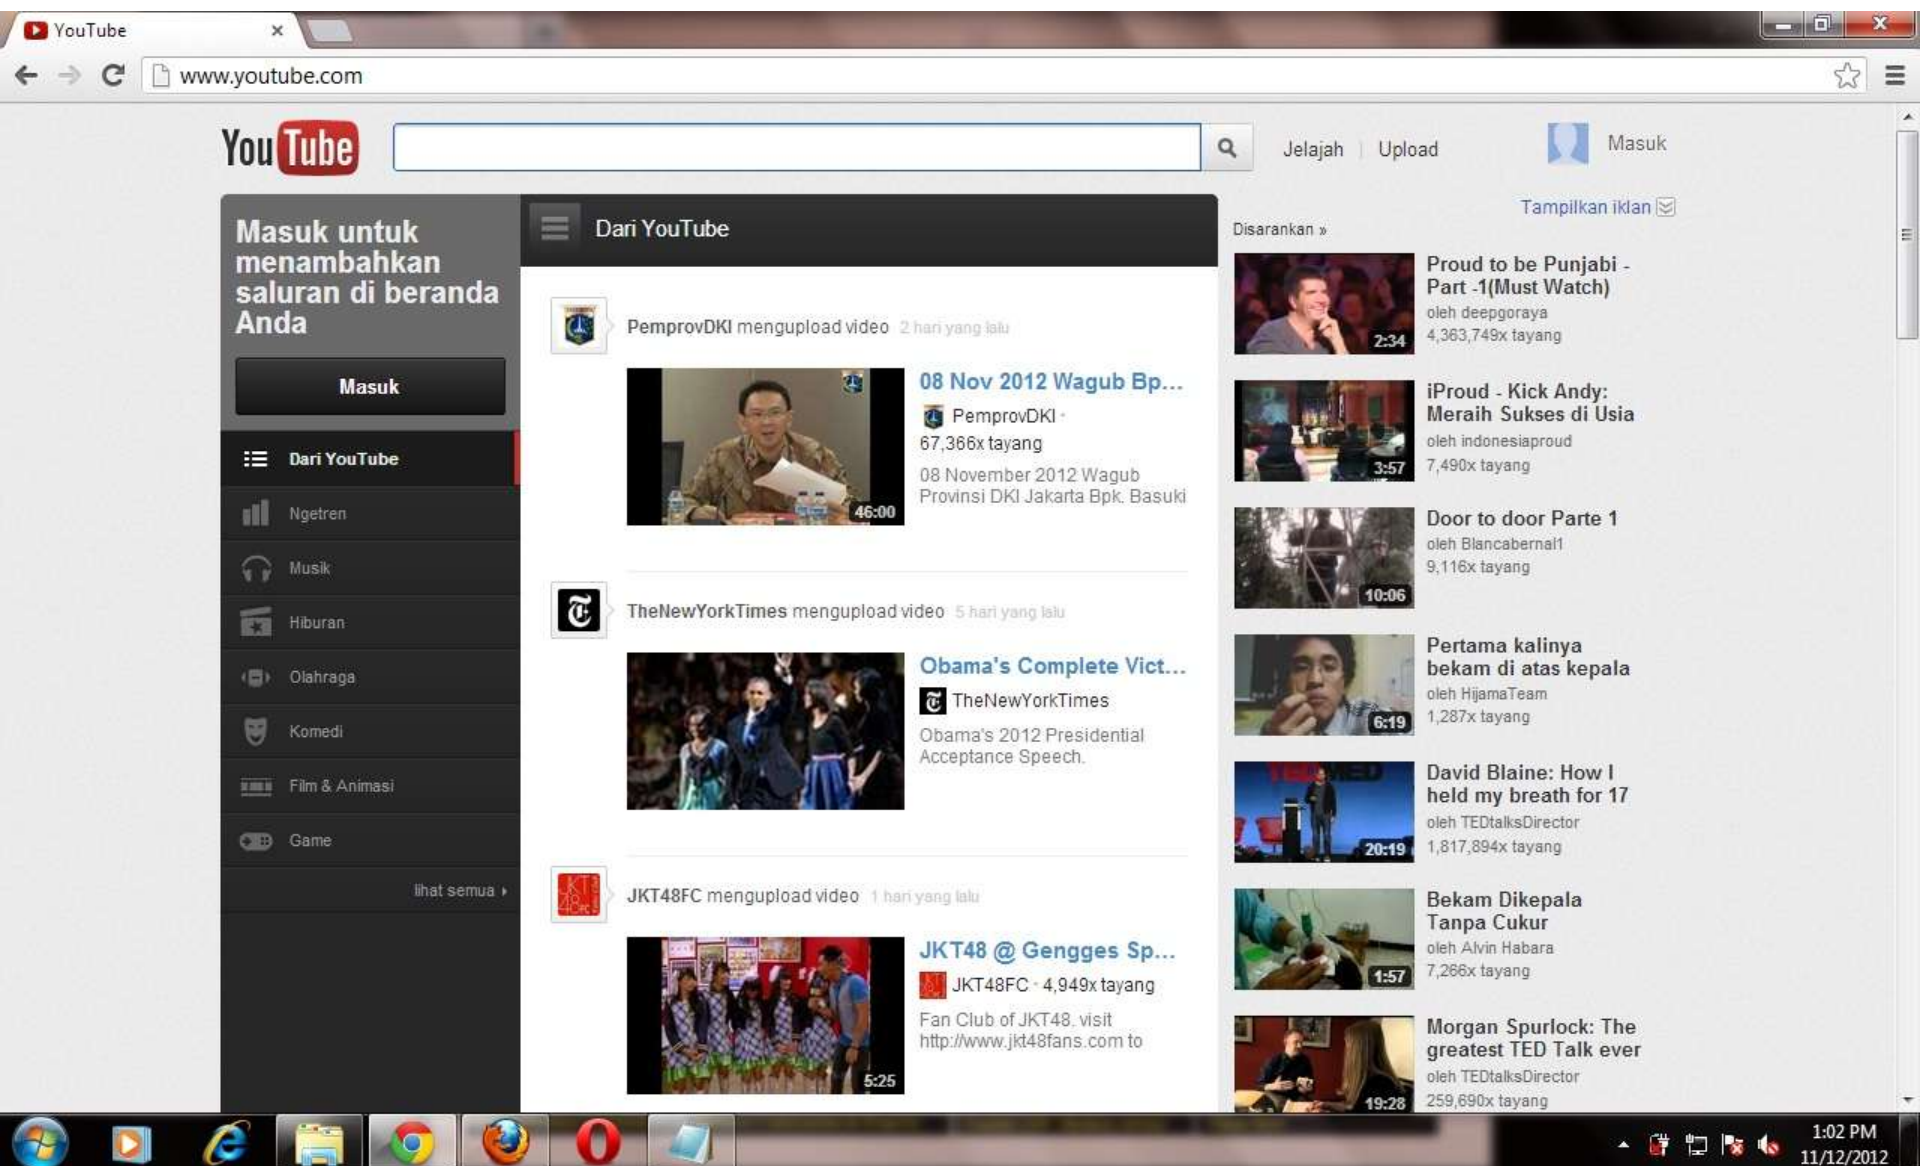 YouTube
www.youtube.com
YouTube
Jelajah
Upload
Masuk
Masuk untuk
menambahkan
saluran di beranda
Anda
Masuk
Dari YouTube
Ngetren
Musik
Hiburan
Olahraga
Komedi
Film & Animasi
Game
lihat semua
Dari YouTube
PemprovDKI mengupload video 2 hari yang lalu
46:00
08 Nov 2012 Wagub Bp...
PemprovDKI -
67,366x tayang
08 November 2012 Wagub
Provinsi DKI Jakarta Bpk. Basuki
TheNewYorkTimes mengupload video 5 hari yang lalu
Obama's Complete Vict...
TheNewYorkTimes
Obama's 2012 Presidential
Acceptance Speech.
JKT48FC mengupload video 1 hari yang lalu
5:25
JKT48 @ Gengges Sp...
JKT48FC - 4,949x tayang
Fan Club of JKT48. visit
http://www.jkt48fans.com to
Tampilkan iklan
Disarankan »
2:34
Proud to be Punjabi -
Part -1(Must Watch)
oleh deepgoraya
4,363,749x tayang
3:57
iProud - Kick Andy:
Meraih Sukses di Usia
oleh indonesiaproud
7,490x tayang
10:06
Door to door Parte 1
oleh Blancabernal1
9,116x tayang
6:19
Pertama kalinya
bekam di atas kepala
oleh HijamaTeam
1,287x tayang
20:19
David Blaine: How I
held my breath for 17
oleh TEDtalksDirector
1,817,894x tayang
1:57
Bekam Dikepala
Tanpa Cukur
oleh Alvin Habara
7,266x tayang
19:28
Morgan Spurlock: The
greatest TED Talk ever
oleh TEDtalksDirector
259,690x tayang
1:02 PM
11/12/2012